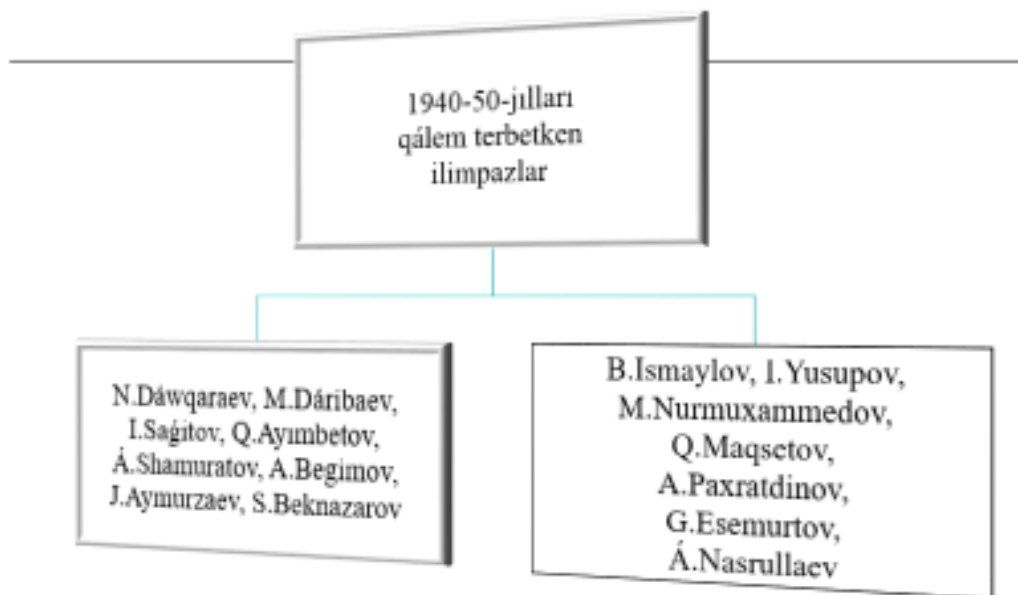 1940-50-jılları
qálem terbetken
ilimpazlar
N.Dáwqaraev, M.Dáribaev,
I.Saǵitov, Q.Ayımbetov,
Á.Shamuratov, A.Begimov,
J.Aymurzaev, S.Beknazarov
B.Ismaylov, I.Yusupov,
M.Nurmuxammedov,
Q.Maqsetov,
A.Paxratdinov,
G.Esemurtov,
Á.Nasrullaev